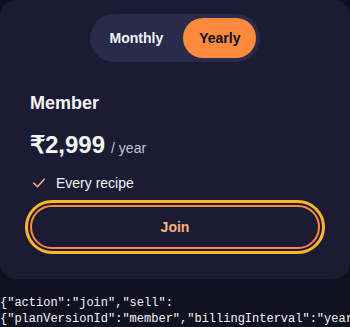 Monthly Yearly
Member
₹2,999 / year
Every recipe
Join
{"action":"join","sell":
{"planVersionId":"member","billingInterval":"year